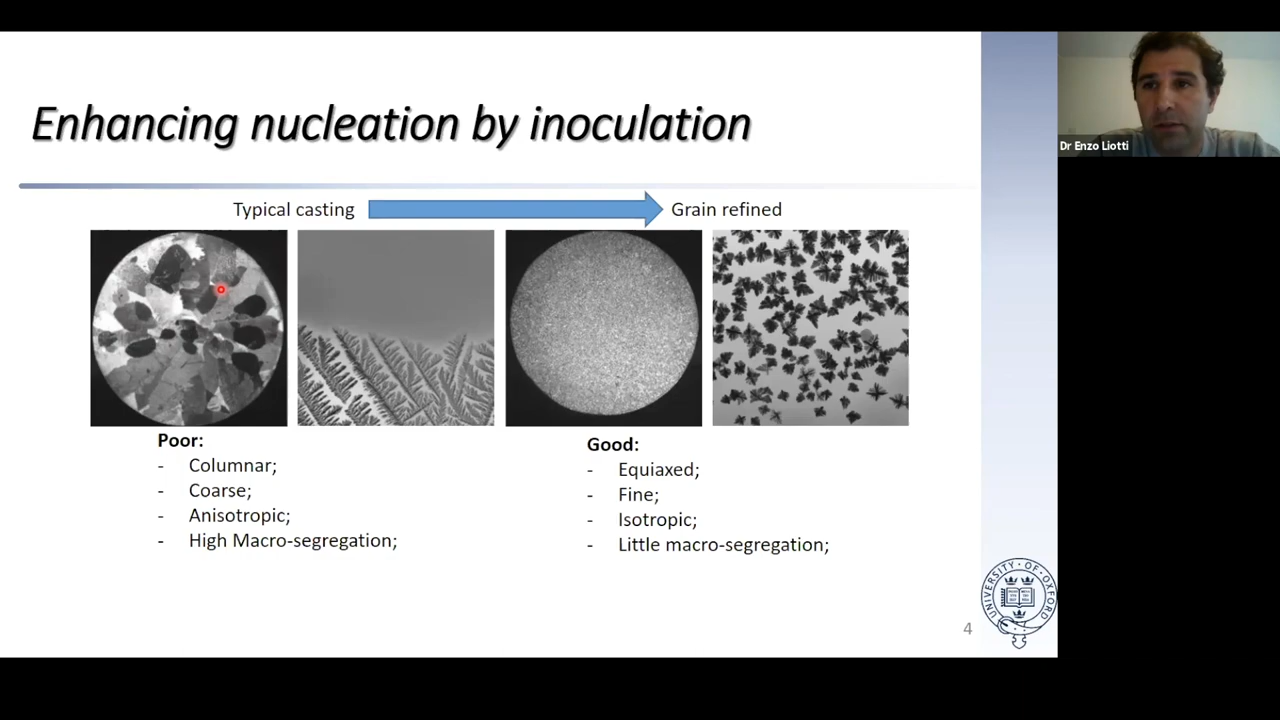 Enhancing nucleation by inoculation
Typical casting
Grain refined
Poor:
- Columnar;
- Coarse;
- Anisotropic;
- High Macro-segregation;
Good:
- Equiaxed;
- Fine;
- Isotropic;
- Little macro-segregation;
4
UNIVERSITY · OF · OXFORD
Dr Enzo Liotti